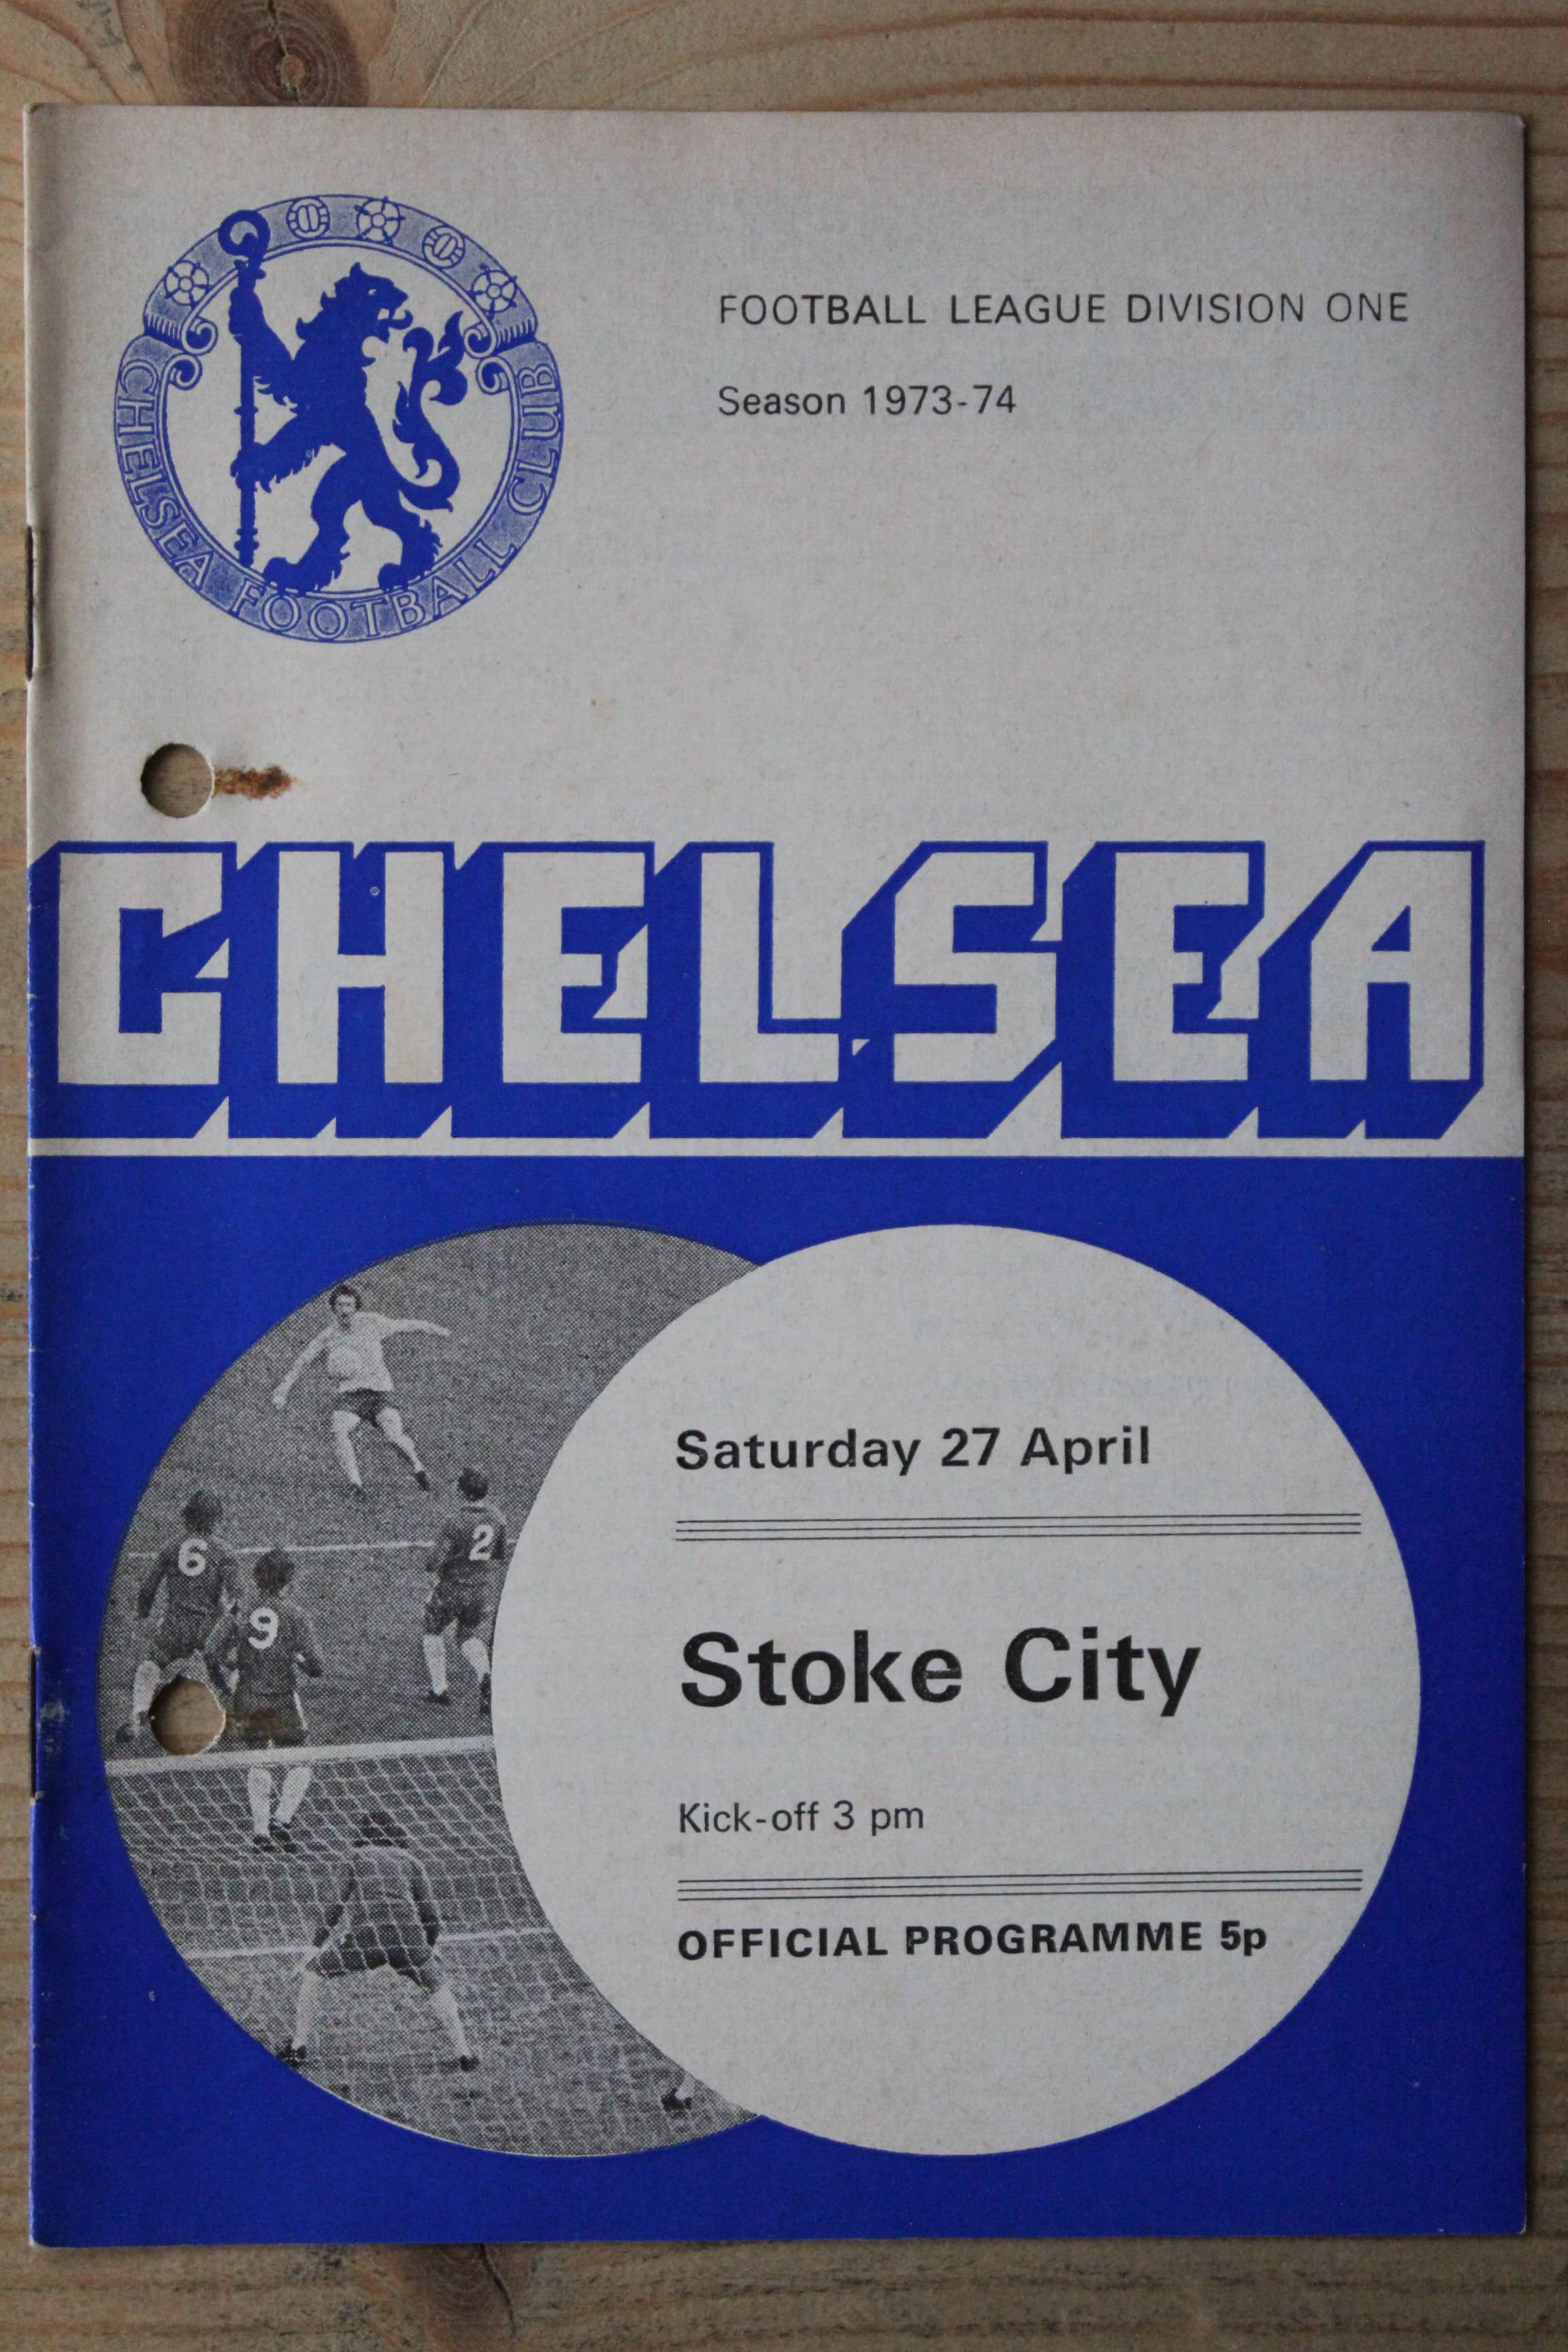 CHELSEA FOOTBALL CLUB
FOOTBALL LEAGUE DIVISION ONE
Season 1973-74
CHELSEA
Saturday 27 April
Stoke City
Kick-off 3 pm
OFFICIAL PROGRAMME 5p
6
9
2